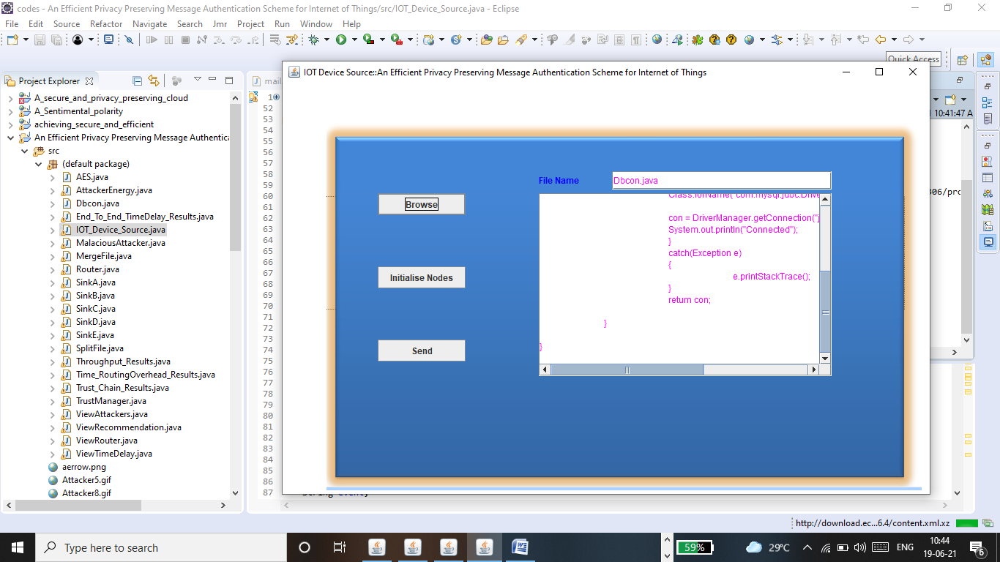 codes - An Efficient Privacy Preserving Message Authentication Scheme for Internet of Things/src/IOT_Device_Source.java - Eclipse
File Edit Source Refactor Navigate Search Jmr Project Run Window Help
Quick Access
Project Explorer
A_secure_and_privacy_preserving_cloud
A_Sentimental_polarity
achieving_secure_and_efficient
An Efficient Privacy Preserving Message Authentica
src
(default package)
AES.java
AttackerEnergy.java
Dbcon.java
End_To_End_TimeDelay_Results.java
IOT_Device_Source.java
MalaciousAttacker.java
MergeFile.java
Router.java
SinkA.java
SinkB.java
SinkC.java
SinkD.java
SinkE.java
SplitFile.java
Throughput_Results.java
Time_RoutingOverhead_Results.java
Trust_Chain_Results.java
TrustManager.java
ViewAttackers.java
ViewRecommendation.java
ViewRouter.java
ViewTimeDelay.java
aerrow.png
Attacker5.gif
Attacker8.gif
mail
1
52
53
54
55
56
57
58
59
60
61
62
63
64
65
66
67
68
69
70
71
72
73
74
75
76
77
78
79
80
81
82
83
84
85
86
87
IOT Device Source::An Efficient Privacy Preserving Message Authentication Scheme for Internet of Things
File Name
Dbcon.java
Browse
Initialise Nodes
Send
Class.forName("com.mysql.jdbc.Drive
con = DriverManager.getConnection("j
System.out.println("Connected");
}
catch(Exception e)
{
e.printStackTrace();
}
return con;
}
}
10:41:47 A
306/pro
http://download.ec...6.4/content.xml.xz
Type here to search
59%
29°C
ENG
10:44
19-06-21
6